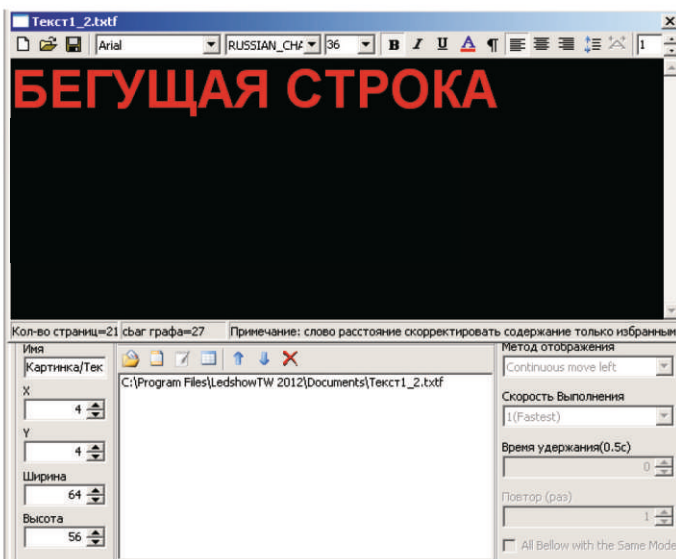 Текст1_2.txtf
Arial RUSSIAN_CHA 36 B I U A ¶ 1
БЕГУЩАЯ СТРОКА
Кол-во страниц=21 сbаг графа=27 Примечание: слово расстояние скорректировать содержание только избранным
Имя
Картинка/Тек
X
4
Y
4
Ширина
64
Высота
56
C:\Program Files\LedshowTW 2012\Documents\Текст1_2.txtf
Метод отображения
Continuous move left
Скорость Выполнения
1(Fastest)
Время удержания(0.5с)
0
Повтор (раз)
1
All Bellow with the Same Mode